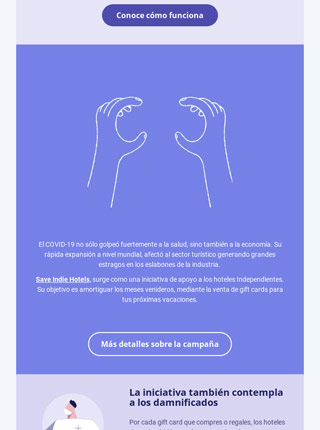 Conoce cómo funciona
El COVID-19 no sólo golpeó fuertemente a la salud, sino también a la economía. Su
rápida expansión a nivel mundial, afectó al sector turístico generando grandes
estragos en los eslabones de la industria.
Save Indie Hotels, surge como una iniciativa de apoyo a los hoteles Independientes.
Su objetivo es amortiguar los meses venideros, mediante la venta de gift cards para
tus próximas vacaciones.
Más detalles sobre la campaña
La iniciativa también contempla
a los damnificados
Por cada gift card que compres o regales, los hoteles